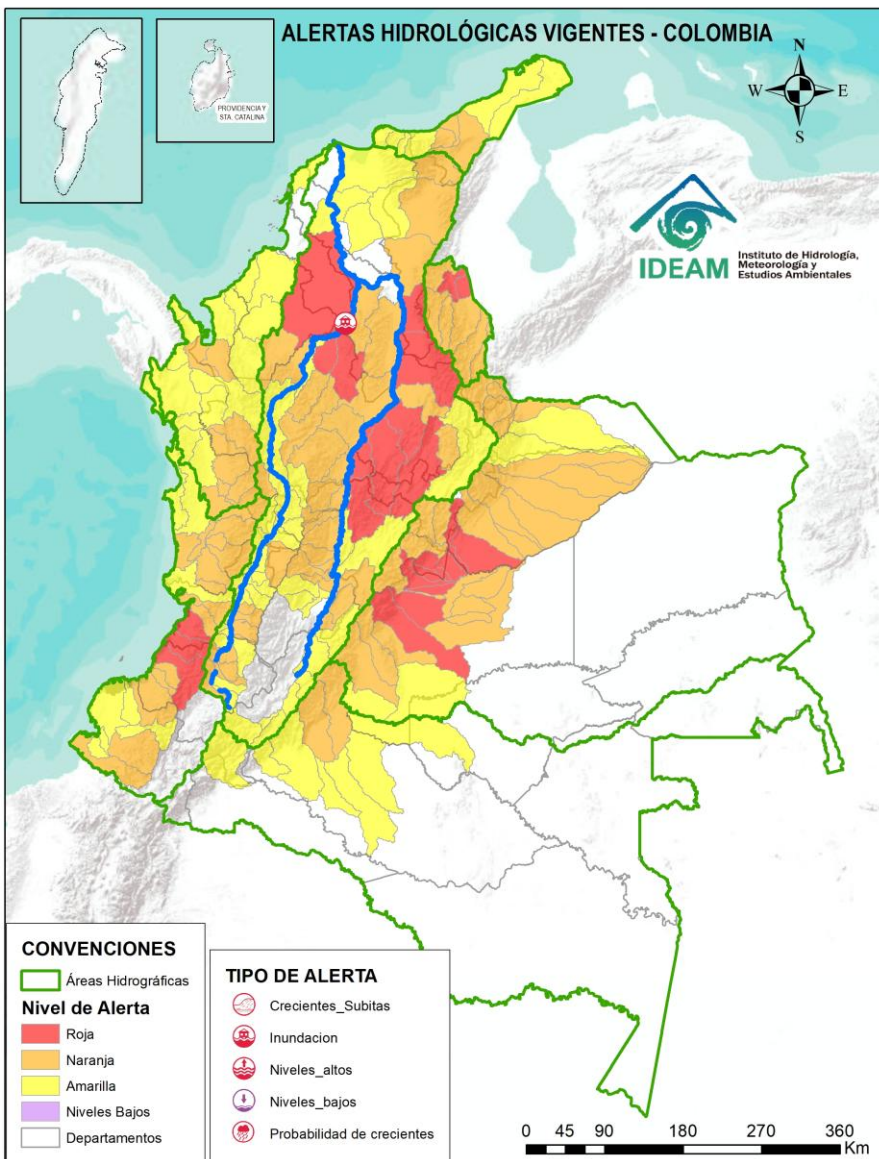 ALERTAS HIDROLÓGICAS VIGENTES - COLOMBIA
PROVIDENCIA Y
STA. CATALINA
N
W
E
S
IDEAM
Instituto de Hidrología,
Meteorología y
Estudios Ambientales
CONVENCIONES
Áreas Hidrográficas
Nivel de Alerta
Roja
Naranja
Amarilla
Niveles Bajos
Departamentos
TIPO DE ALERTA
Crecientes_Subitas
Inundacion
Niveles_altos
Niveles_bajos
Probabilidad de crecientes
0 45 90 180 270 360
Km